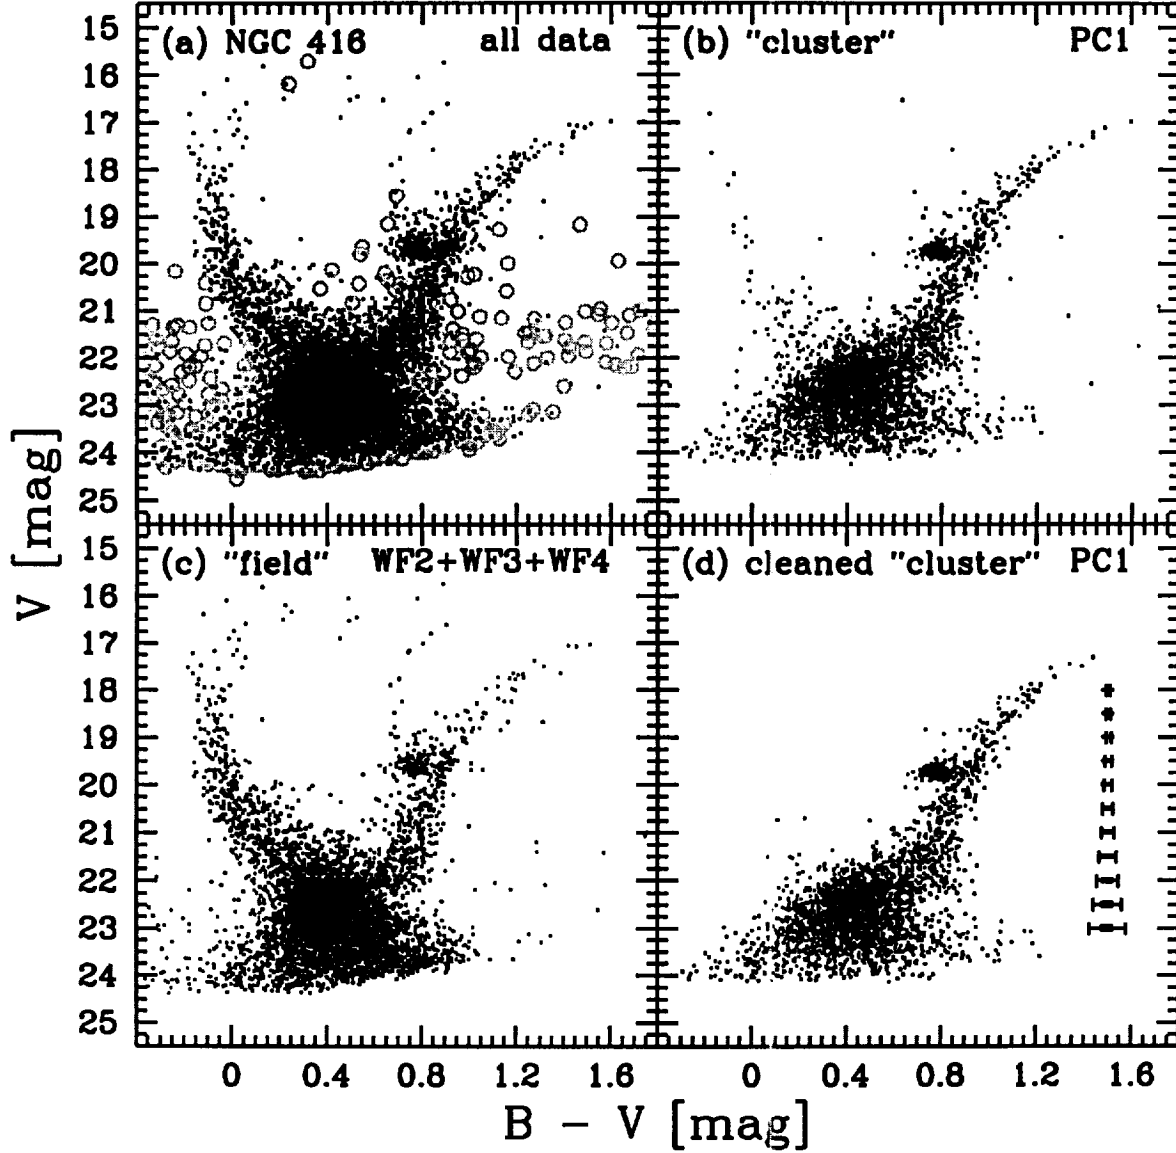 (a) NGC 416 all data
(b) "cluster" PC1
15
16
17
18
19
20
21
22
23
24
25
(c) "field" WF2+WF3+WF4
(d) cleaned "cluster" PC1
15
16
17
18
19
20
21
22
23
24
25
V [mag]
0 0.4 0.8 1.2 1.6
0 0.4 0.8 1.2 1.6
B - V [mag]